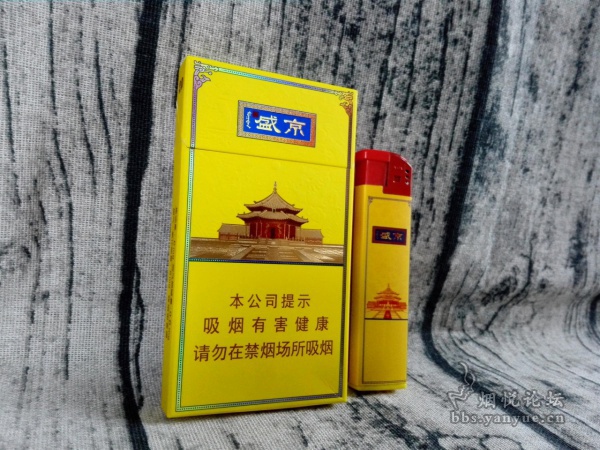 盛京
本公司提示
吸烟有害健康
请勿在禁烟场所吸烟
盛京
烟悦论坛
bbs.yanyue.cn